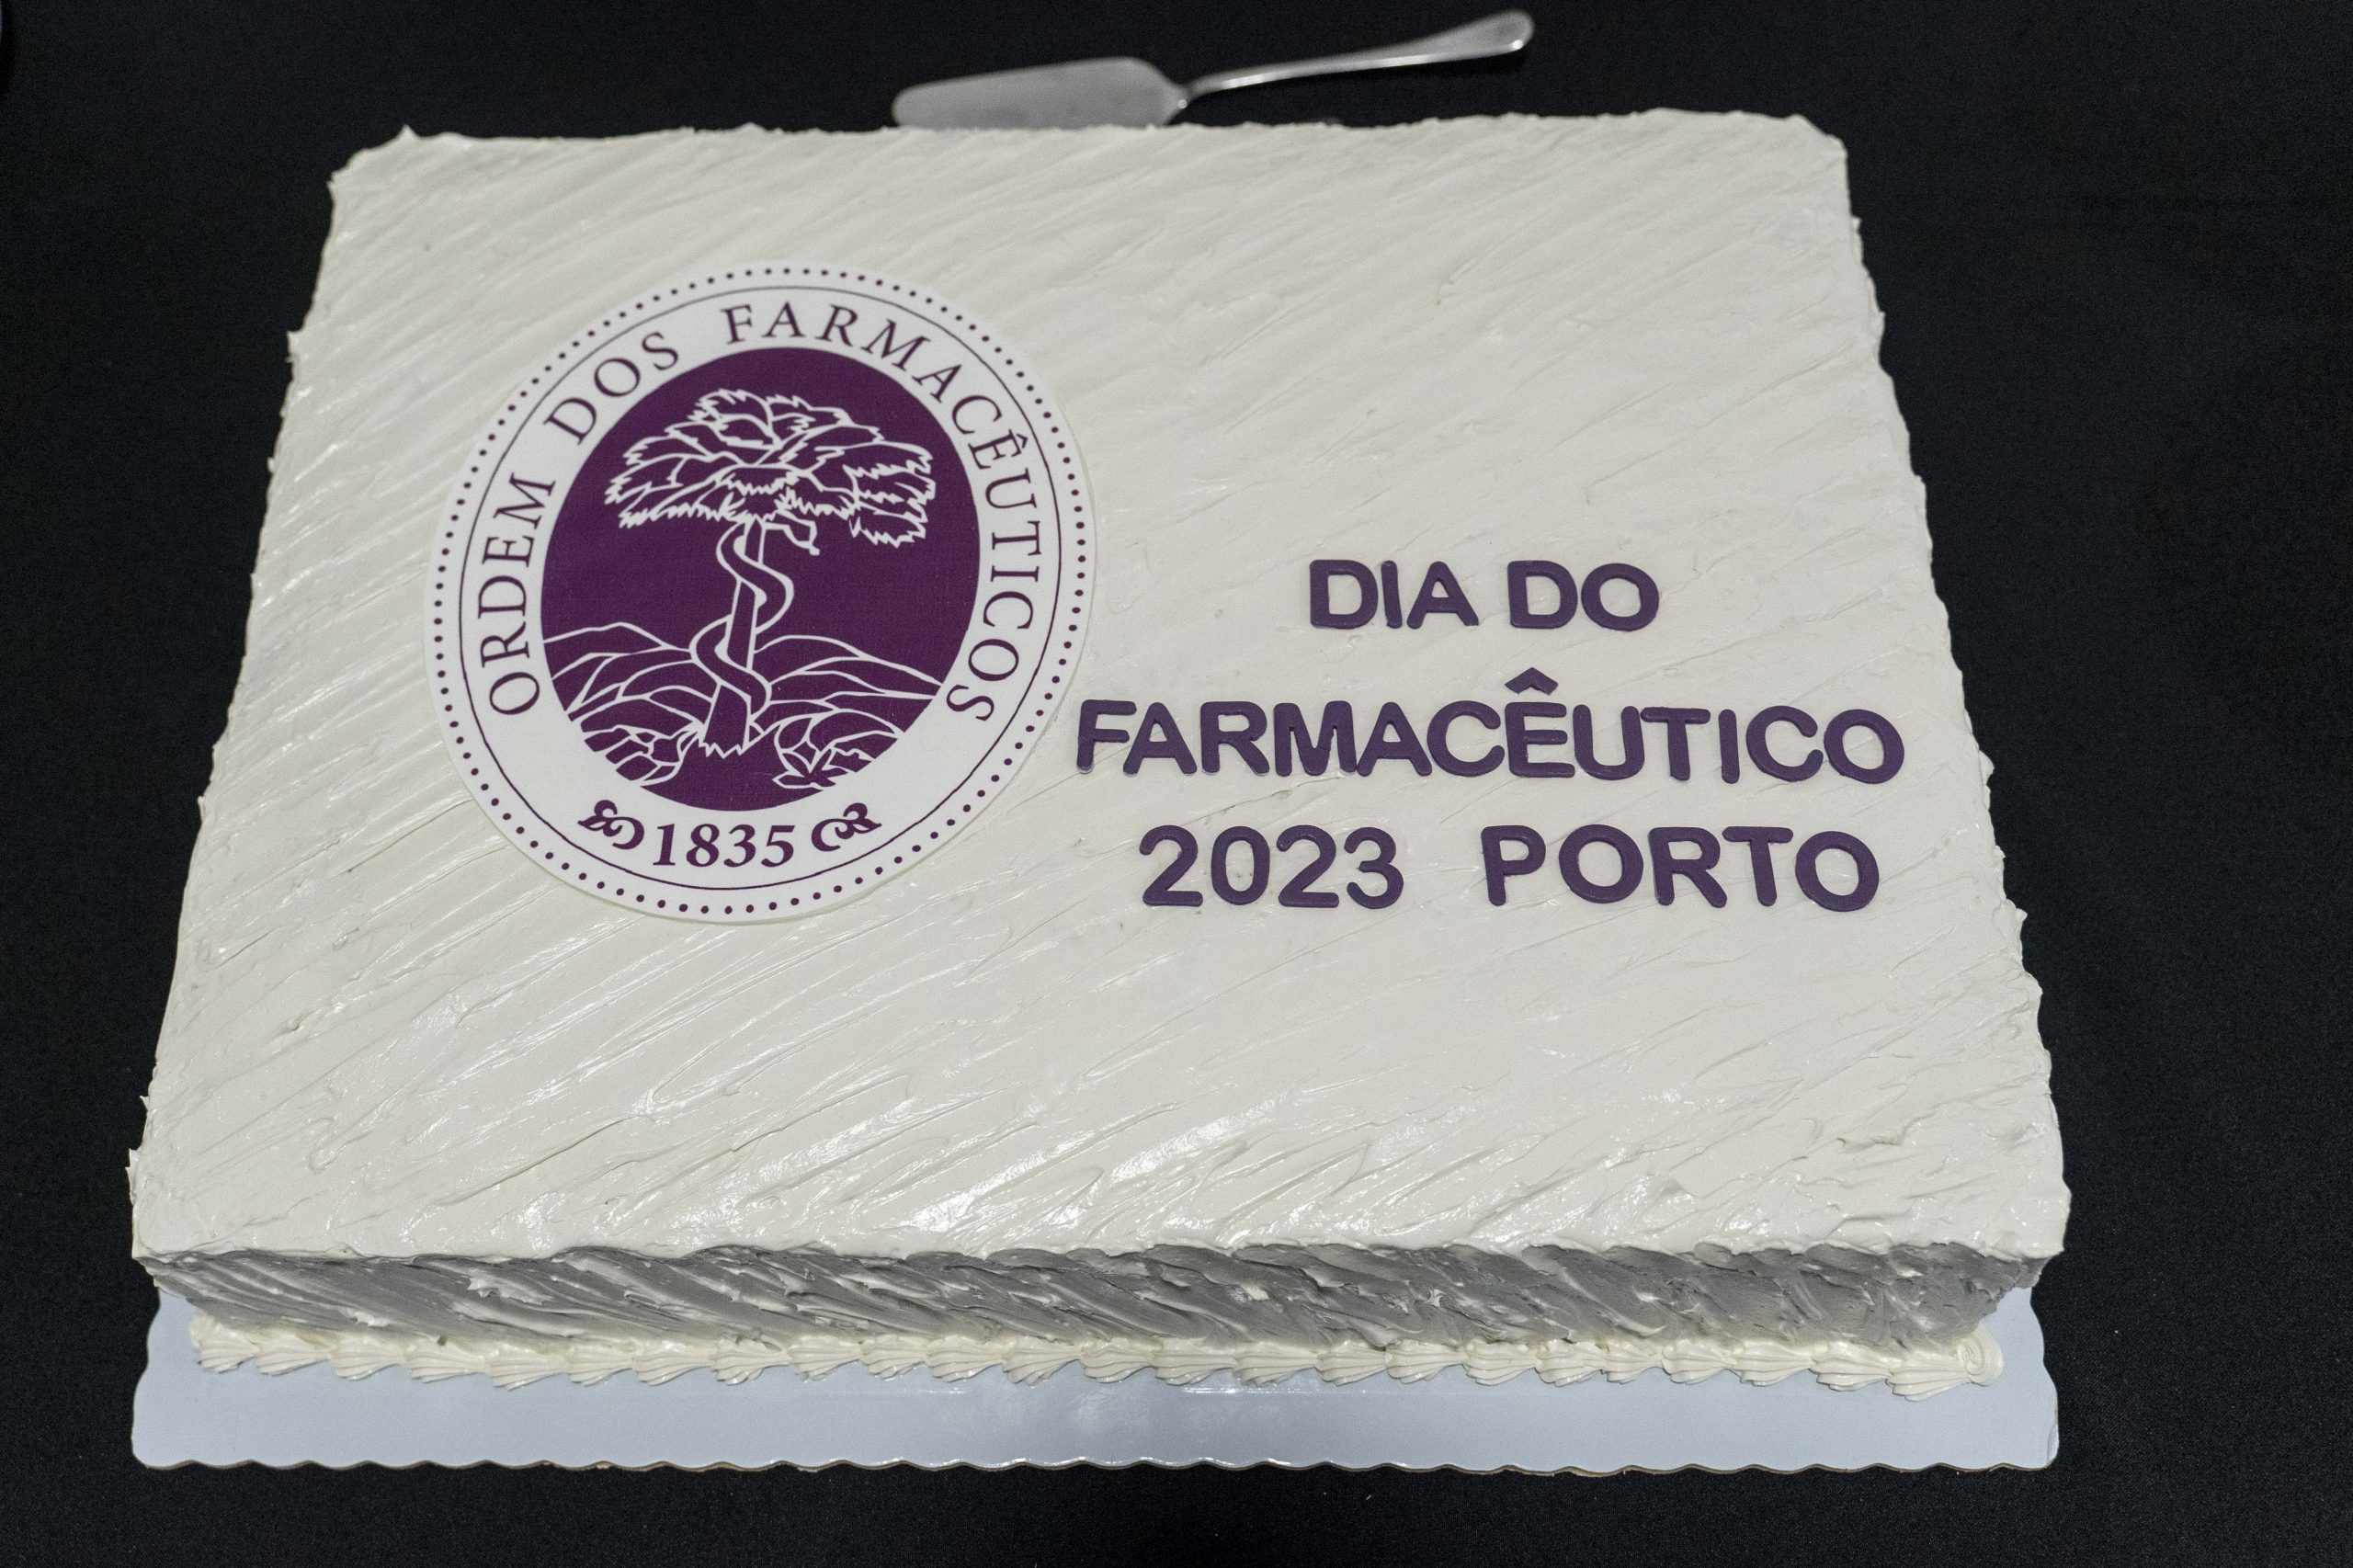 ORDEM DOS FARMACÊUTICOS
1835
DIA DO
FARMACÊUTICO
2023 PORTO